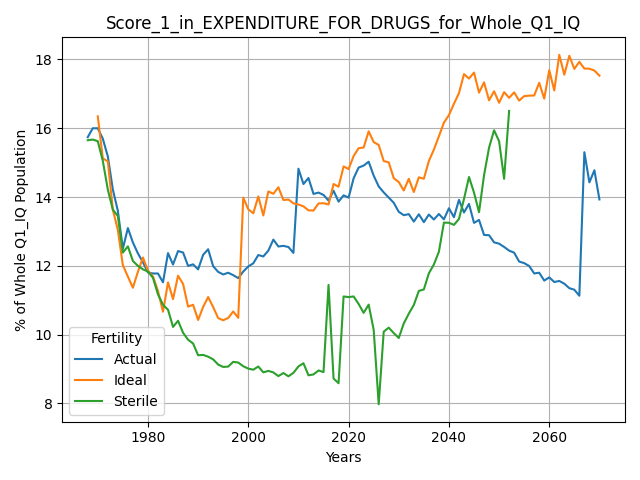 Score_1_in_EXPENDITURE_FOR_DRUGS_for_Whole_Q1_IQ
% of Whole Q1_IQ Population
18
16
14
12
10
8
Fertility
Actual
Ideal
Sterile
1980 2000 2020 2040 2060
Years